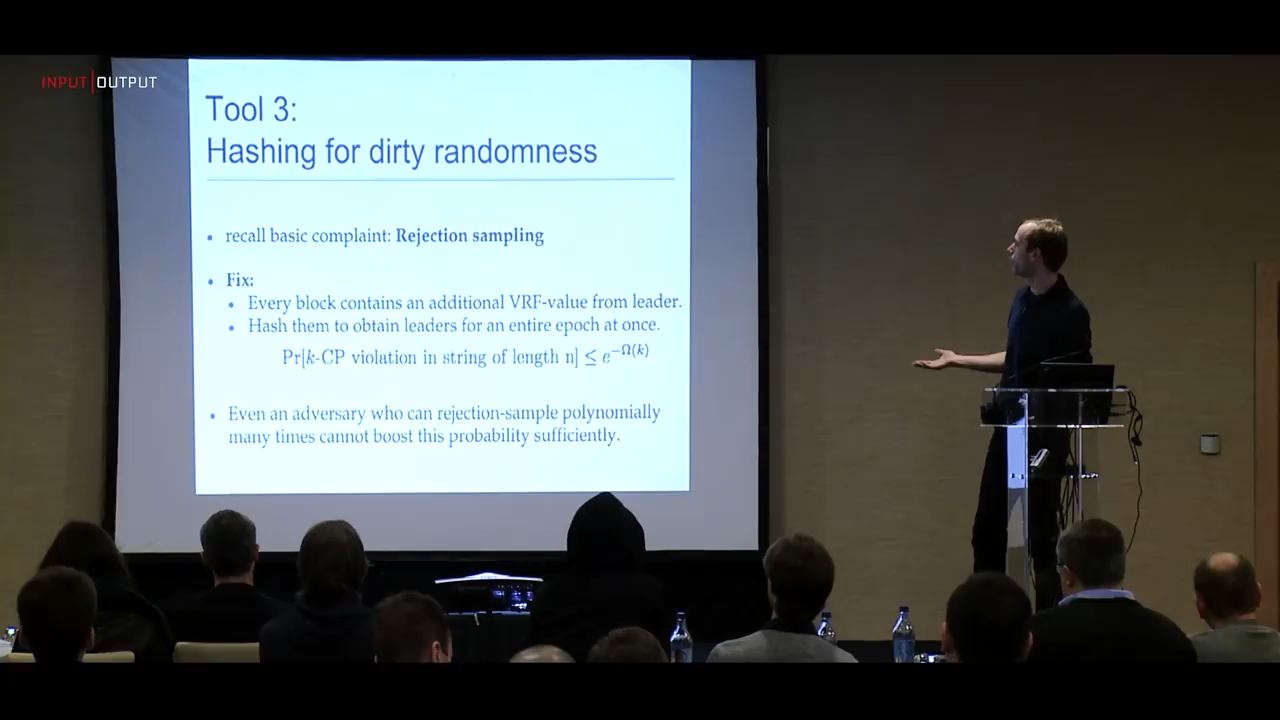 INPUT|OUTPUT
Tool 3:
Hashing for dirty randomness
• recall basic complaint: Rejection sampling
• Fix:
• Every block contains an additional VRF-value from leader.
• Hash them to obtain leaders for an entire epoch at once.
Pr[k-CP violation in string of length n] ≤ e^{−Ω(k)}
• Even an adversary who can rejection-sample polynomially
many times cannot boost this probability sufficiently.